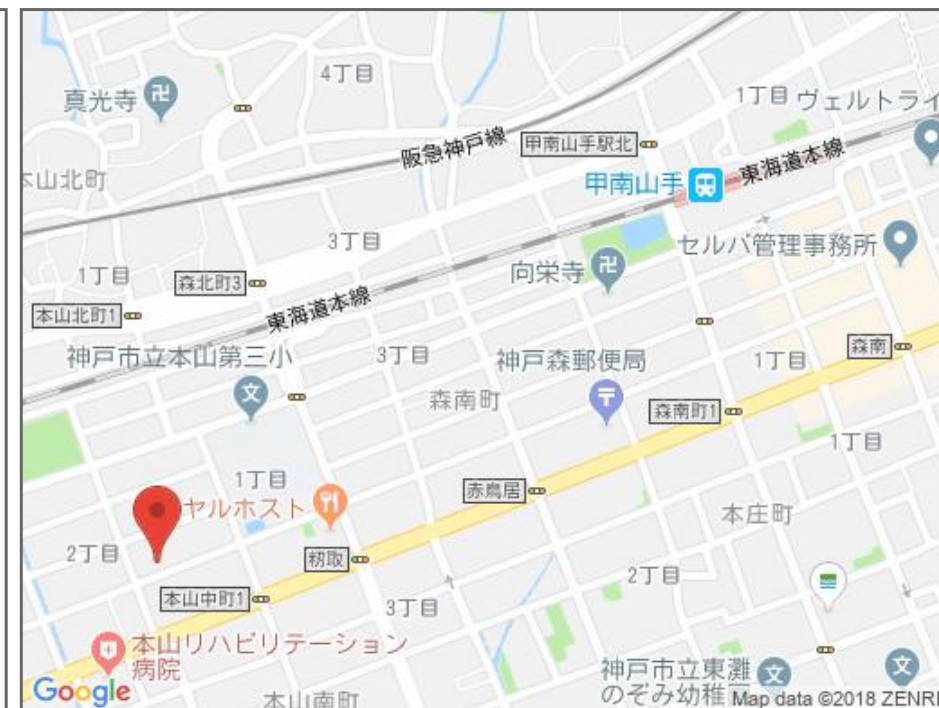 4丁目
真光寺
1丁目
ヴェルトライ
阪急神戸線
甲南山手駅北
東海道本線
本山北町
甲南山手
3丁目
セルバ管理事務所
1丁目
森北町3
向栄寺
本山北町1
東海道本線
神戸市立本山第三小
文
3丁目
神戸森郵便局
1丁目
森南
森南町
森南町1
1丁目
1丁目
赤鳥居
ヤルホスト
本庄町
2丁目
籾取
2丁目
本山中町1
3丁目
本山リハビリテーション
病院
神戸市立東灘
のぞみ幼稚園
文
文
Google
本山南町
Map data ©2018 ZENRI